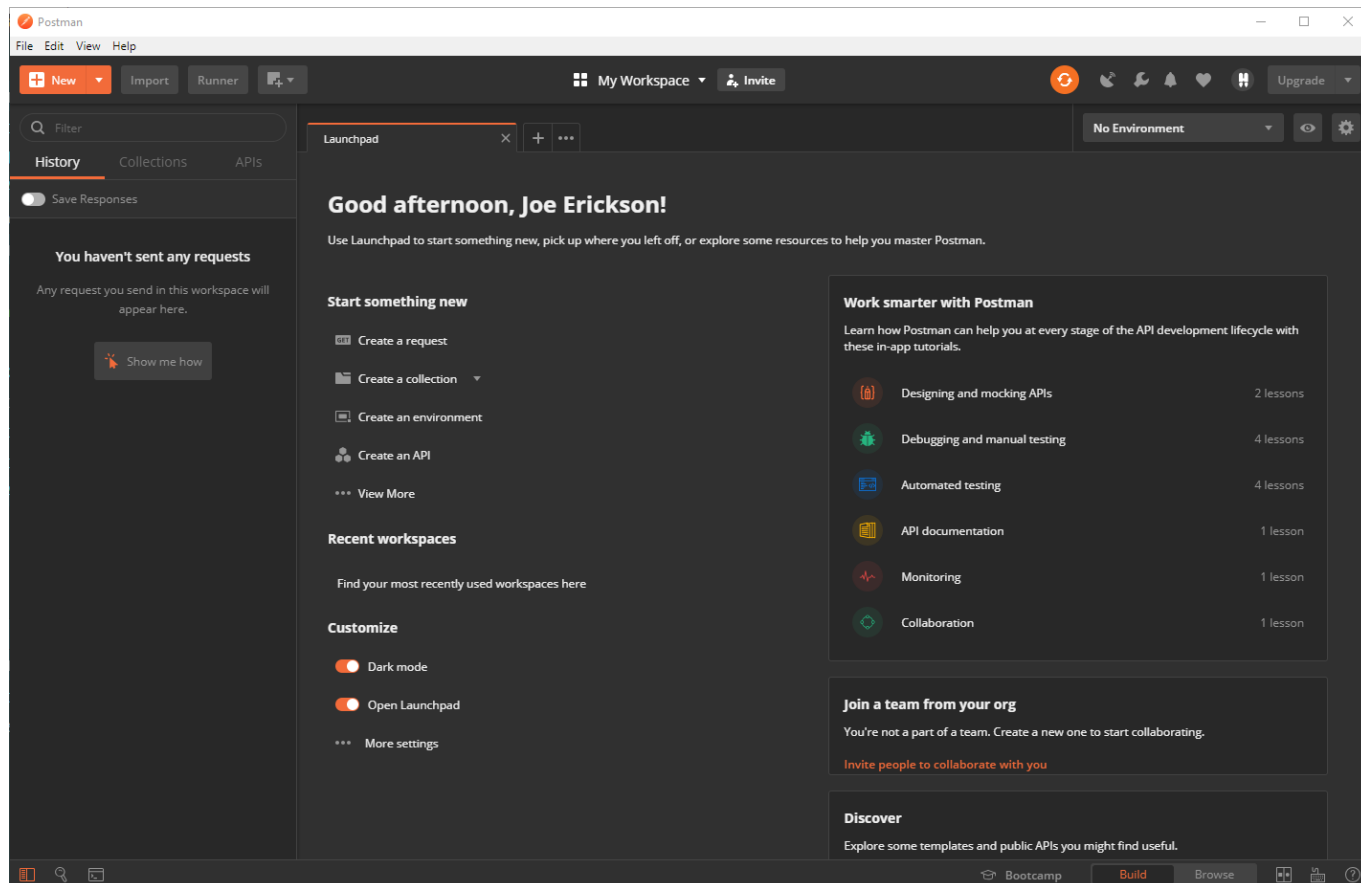 Postman
File Edit View Help
New Import Runner My Workspace Invite Upgrade
Filter
Launchpad
No Environment
History Collections APIs
Save Responses
You haven't sent any requests
Any request you send in this workspace will
appear here.
Show me how
Good afternoon, Joe Erickson!
Use Launchpad to start something new, pick up where you left off, or explore some resources to help you master Postman.
Start something new
GET Create a request
Create a collection
Create an environment
Create an API
View More
Recent workspaces
Find your most recently used workspaces here
Customize
Dark mode
Open Launchpad
More settings
Work smarter with Postman
Learn how Postman can help you at every stage of the API development lifecycle with
these in-app tutorials.
Designing and mocking APIs 2 lessons
Debugging and manual testing 4 lessons
Automated testing 4 lessons
API documentation 1 lesson
Monitoring 1 lesson
Collaboration 1 lesson
Join a team from your org
You're not a part of a team. Create a new one to start collaborating.
Invite people to collaborate with you
Discover
Explore some templates and public APIs you might find useful.
Bootcamp Build Browse